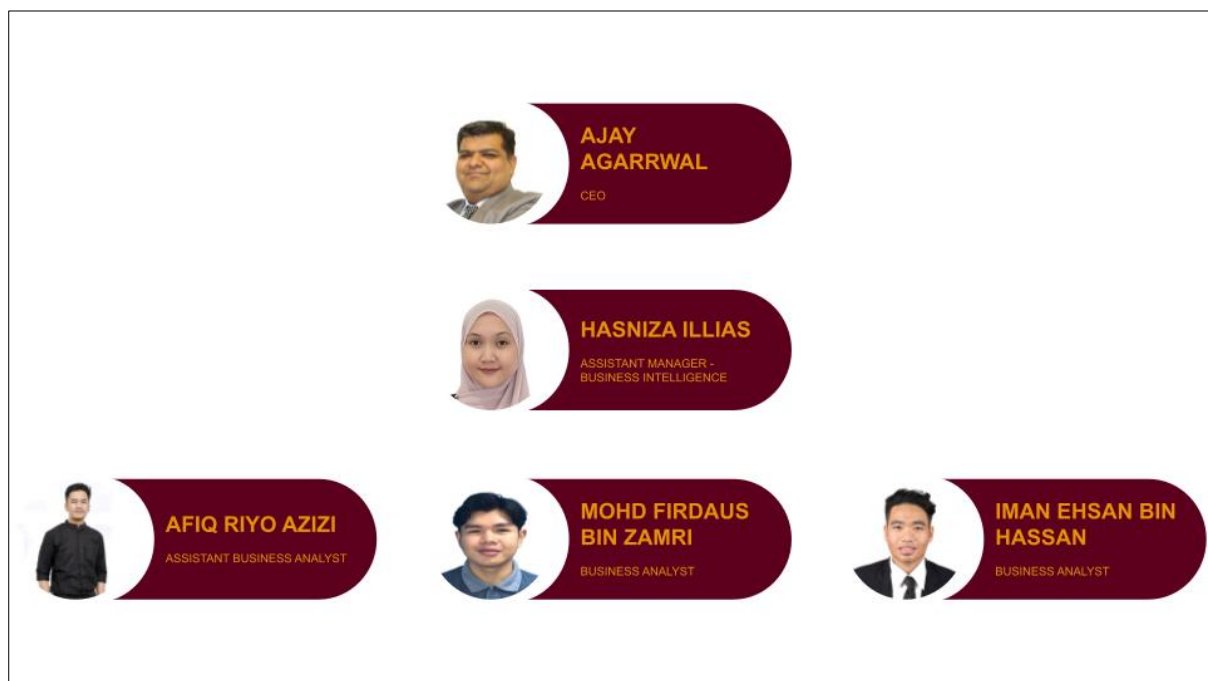 AJAY
AGARRWAL
CEO
HASNIZA ILLIAS
ASSISTANT MANAGER -
BUSINESS INTELLIGENCE
AFIQ RIYO AZIZI
ASSISTANT BUSINESS ANALYST
MOHD FIRDAUS
BIN ZAMRI
BUSINESS ANALYST
IMAN EHSAN BIN
HASSAN
BUSINESS ANALYST